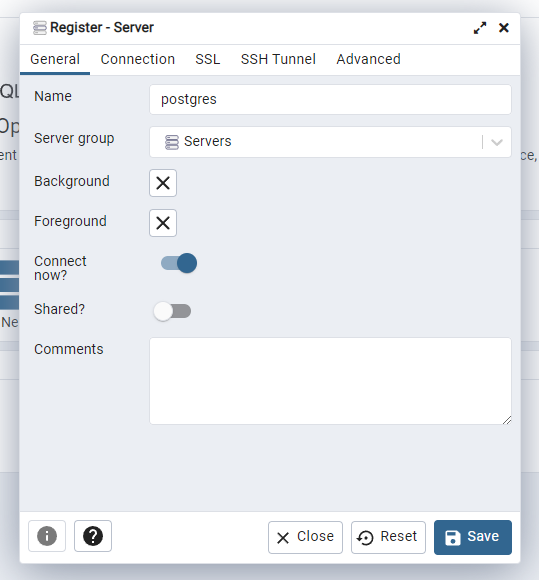 Register - Server
General Connection SSL SSH Tunnel Advanced
Name postgres
Server group Servers
Background
Foreground
Connect
now?
Shared?
Comments
Close Reset Save
QL
Op
ent
ce,
Ne